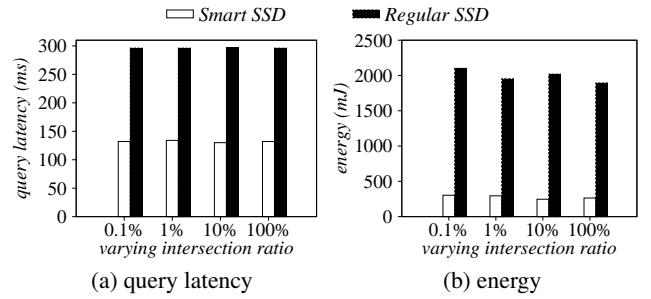 Smart SSD Regular SSD
query latency (ms)
300
250
200
150
100
50
0
0.1% 1% 10% 100%
varying intersection ratio
(a) query latency
energy (mJ)
2500
2000
1500
1000
500
0
0.1% 1% 10% 100%
varying intersection ratio
(b) energy